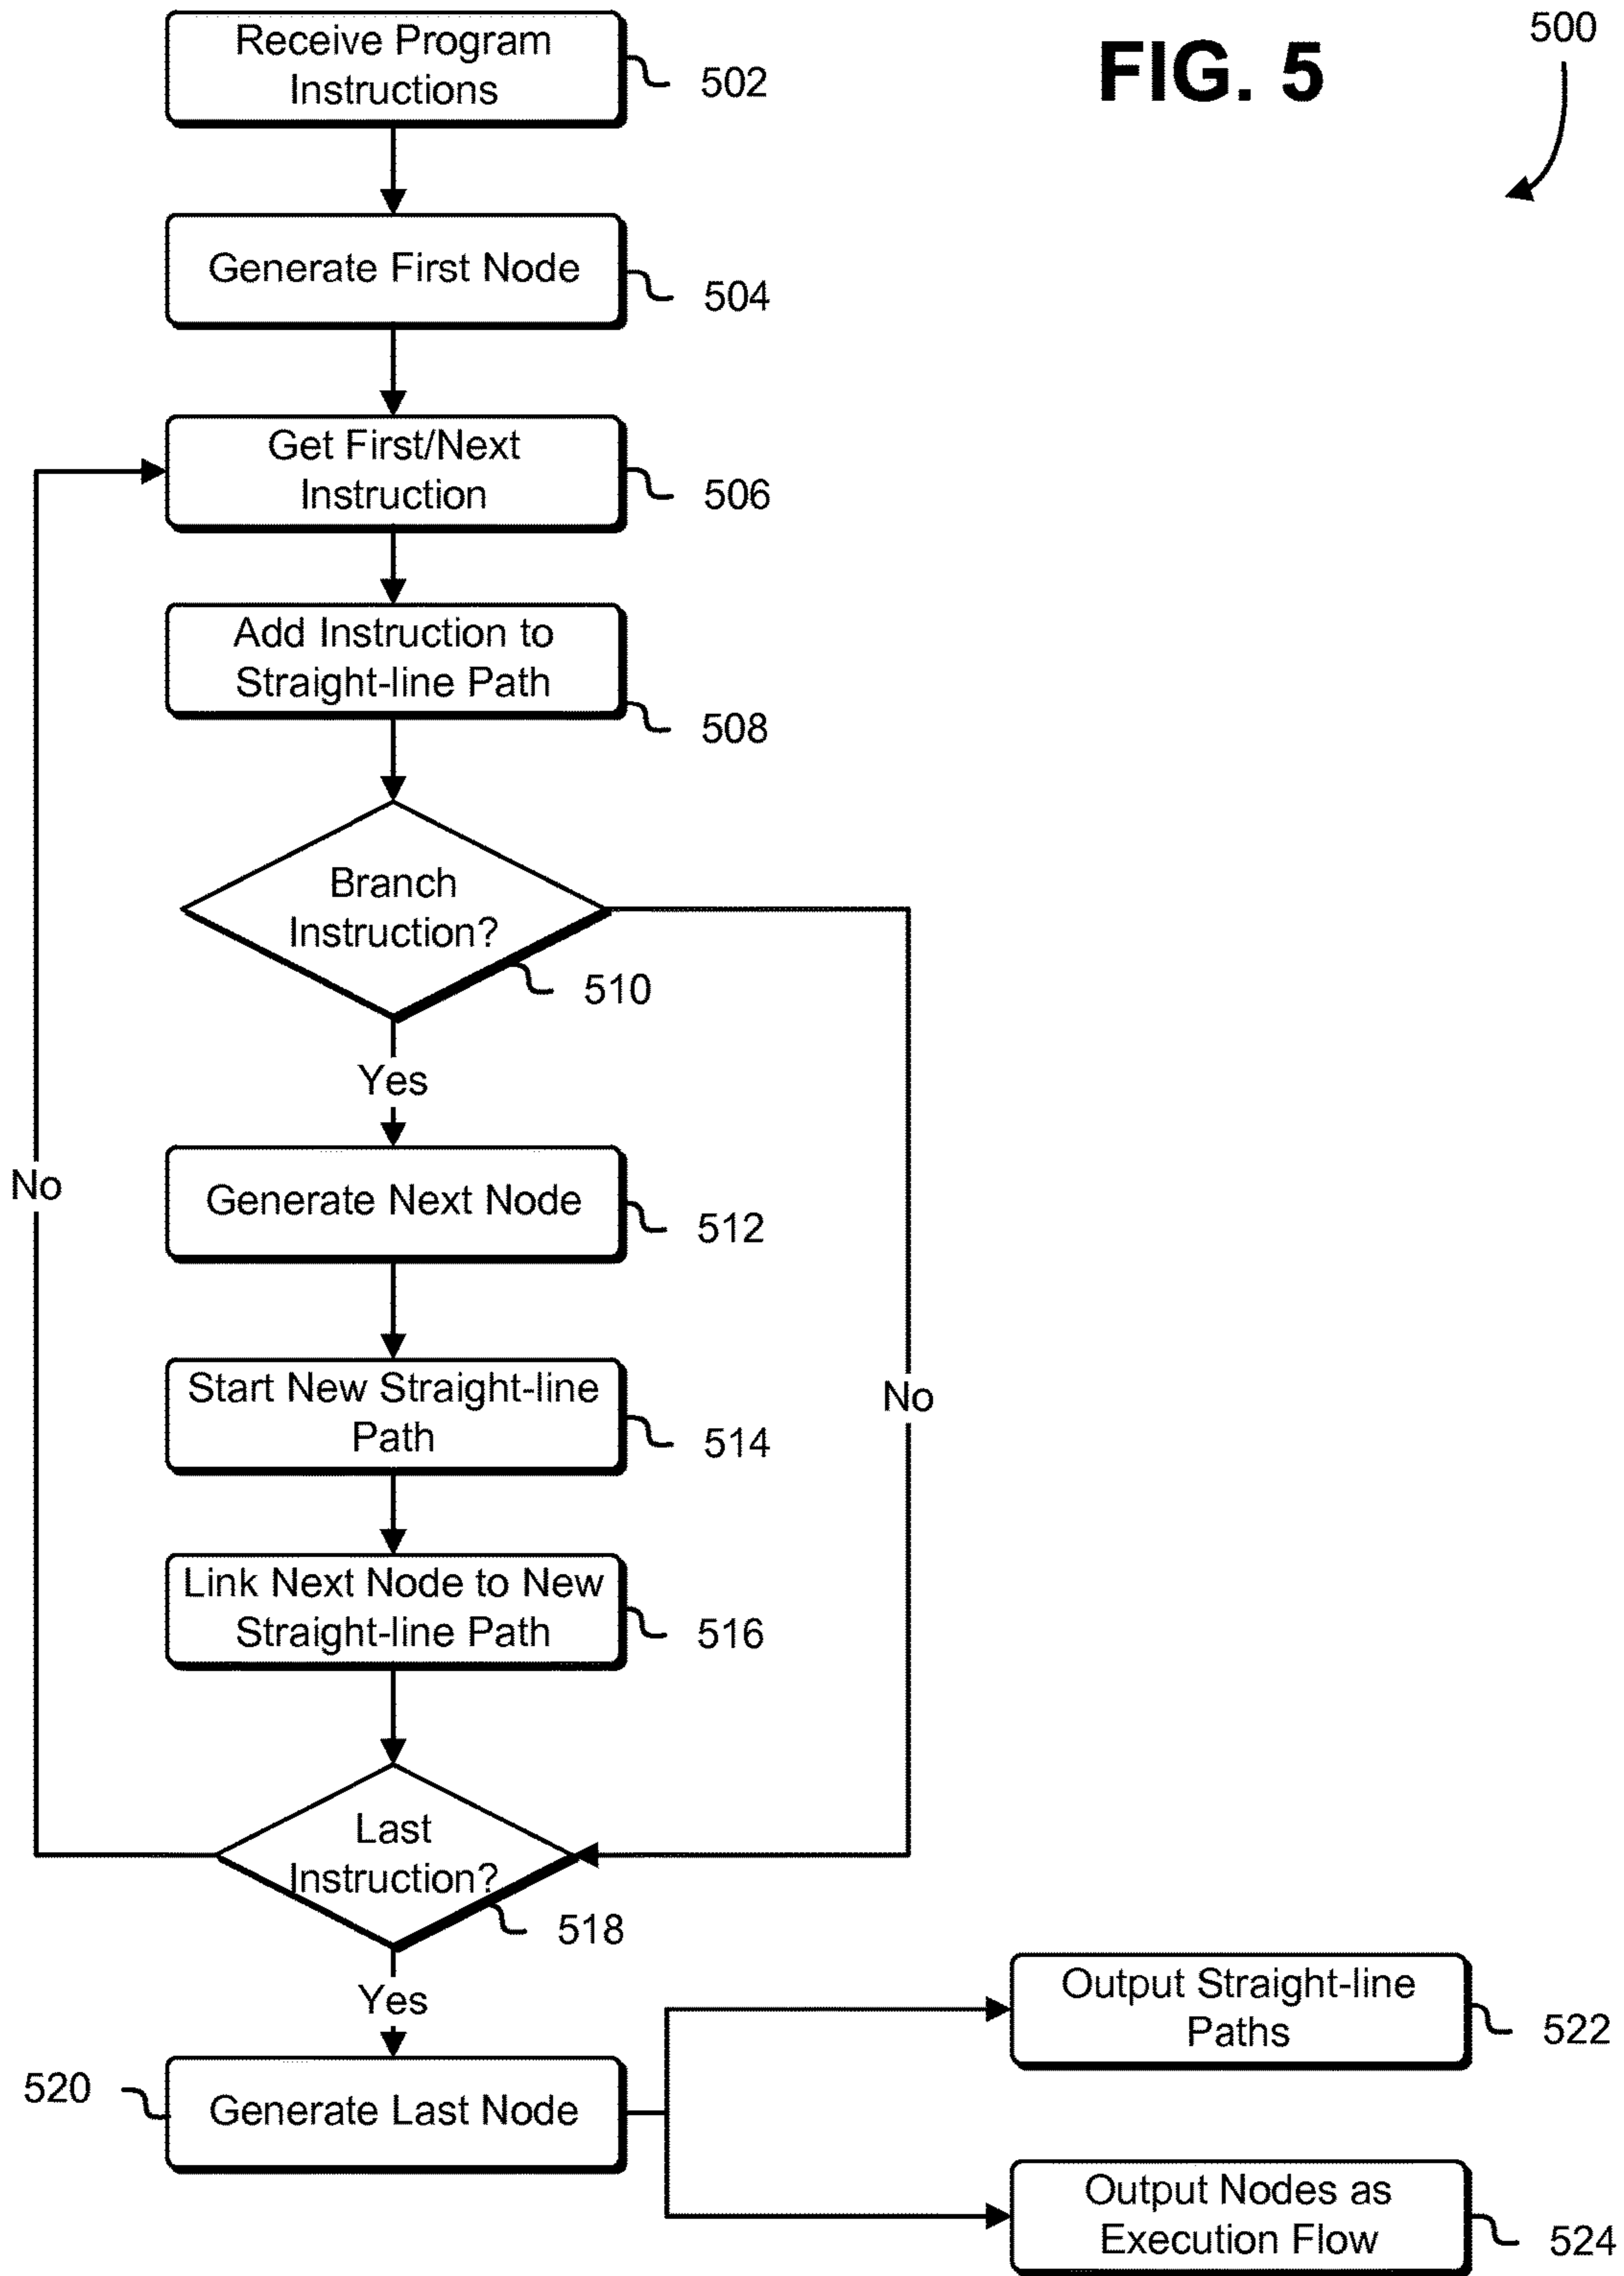 FIG. 5
500
Receive Program
Instructions
502
Generate First Node
504
Get First/Next
Instruction
506
Add Instruction to
Straight-line Path
508
Branch
Instruction?
510
Yes
No
Generate Next Node
512
Start New Straight-line
Path
514
No
Link Next Node to New
Straight-line Path
516
Last
Instruction?
518
Yes
520
Generate Last Node
Output Straight-line
Paths
522
Output Nodes as
Execution Flow
524